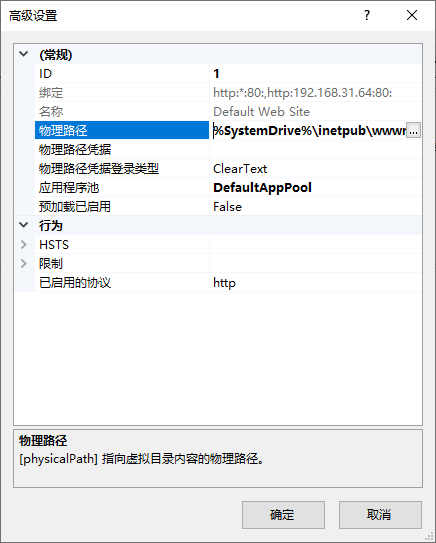 高级设置
(常规)
ID 1
绑定 http:*:80:,http:192.168.31.64:80:
名称 Default Web Site
物理路径 %SystemDrive%\inetpub\wwwr ...
物理路径凭据
物理路径凭据登录类型 ClearText
应用程序池 DefaultAppPool
预加载已启用 False
行为
HSTS
限制
已启用的协议 http
物理路径
[physicalPath] 指向虚拟目录内容的物理路径。
确定 取消